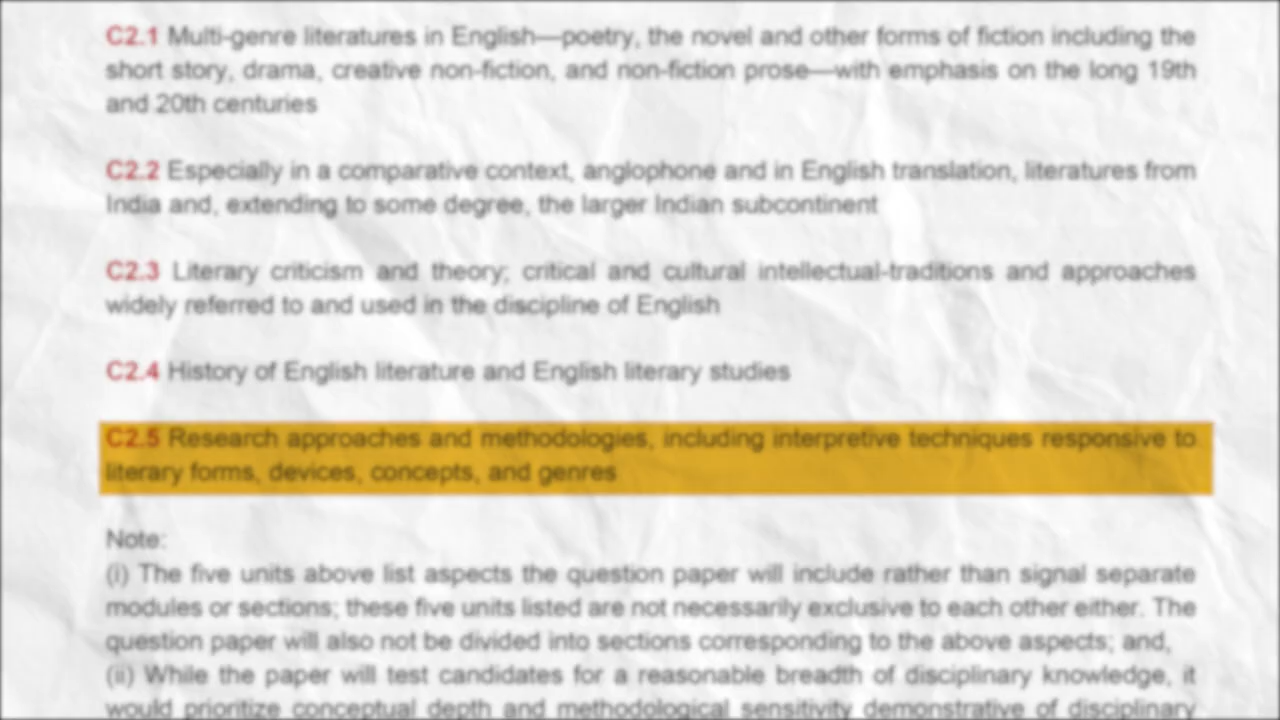 C2.1 Multi-genre literatures in English—poetry, the novel and other forms of fiction including the
short story, drama, creative non-fiction, and non-fiction prose—with emphasis on the long 19th
and 20th centuries
C2.2 Especially in a comparative context, anglophone and in English translation, literatures from
India and, extending to some degree, the larger Indian subcontinent
C2.3 Literary criticism and theory; critical and cultural intellectual-traditions and approaches
widely referred to and used in the discipline of English
C2.4 History of English literature and English literary studies
C2.5 Research approaches and methodologies, including interpretive techniques responsive to
literary forms, devices, concepts, and genres
Note:
(i) The five units above list aspects the question paper will include rather than signal separate
modules or sections; these five units listed are not necessarily exclusive to each other either. The
question paper will also not be divided into sections corresponding to the above aspects; and,
(ii) While the paper will test candidates for a reasonable breadth of disciplinary knowledge, it
would prioritize conceptual depth and methodological sensitivity demonstrative of disciplinary